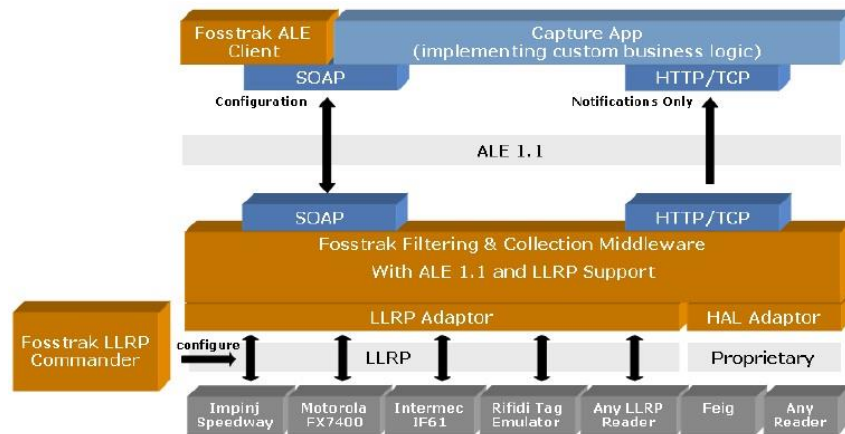 Fosstrak ALE
Client
Capture App
(implementing custom business logic)
SOAP
HTTP/TCP
Configuration
Notifications Only
ALE 1.1
SOAP
HTTP/TCP
Fosstrak Filtering & Collection Middleware
With ALE 1.1 and LLRP Support
LLRP Adaptor
HAL Adaptor
Fosstrak LLRP
Commander
configure
LLRP
Proprietary
Impinj
Speedway
Motorola
FX7400
Intermec
IF61
Rifidi Tag
Emulator
Any LLRP
Reader
Feig
Any
Reader